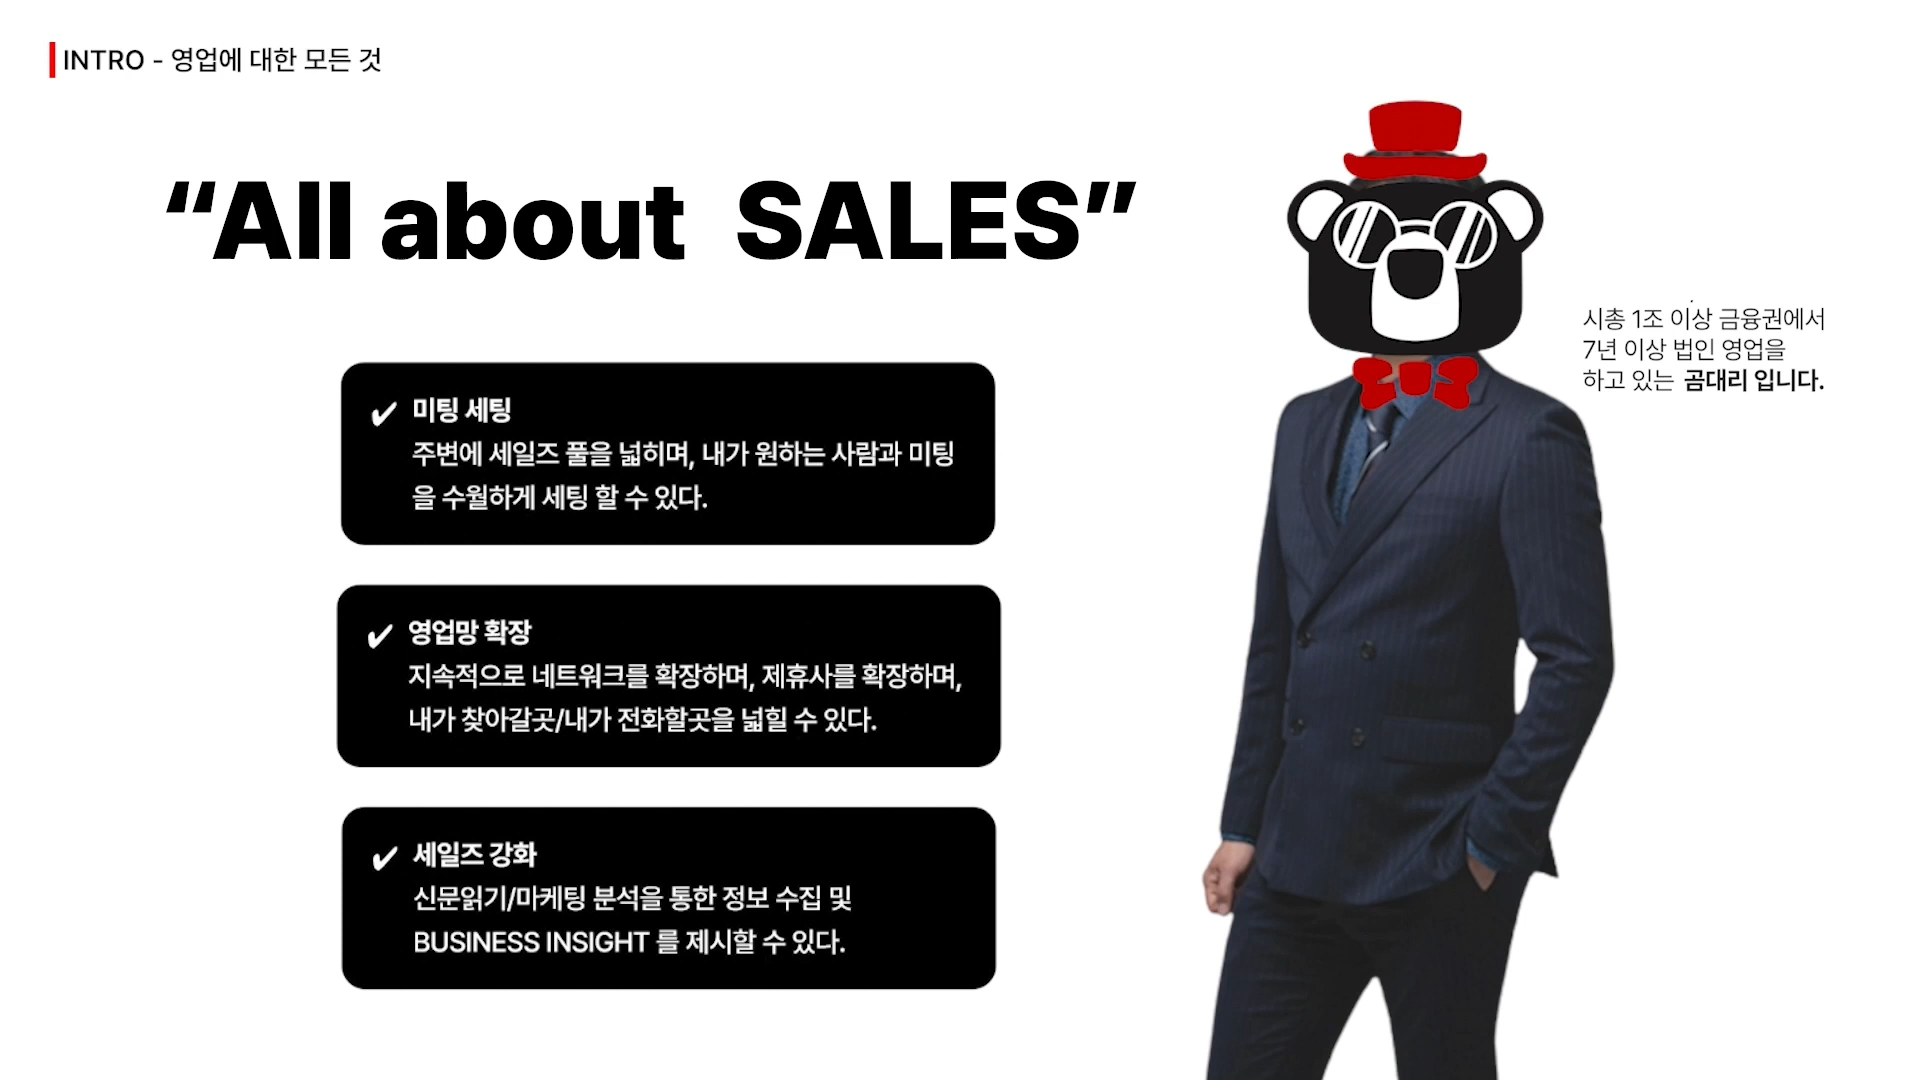 INTRO - 영업에 대한 모든 것
“All about SALES”
시총 1조 이상 금융권에서
7년 이상 법인 영업을
하고 있는 곰대리 입니다.
✔ 미팅 세팅
주변에 세일즈 풀을 넓히며, 내가 원하는 사람과 미팅
을 수월하게 세팅 할 수 있다.
✔ 영업망 확장
지속적으로 네트워크를 확장하며, 제휴사를 확장하며,
내가 찾아갈곳/내가 전화할곳을 넓힐 수 있다.
✔ 세일즈 강화
신문읽기/마케팅 분석을 통한 정보 수집 및
BUSINESS INSIGHT 를 제시할 수 있다.